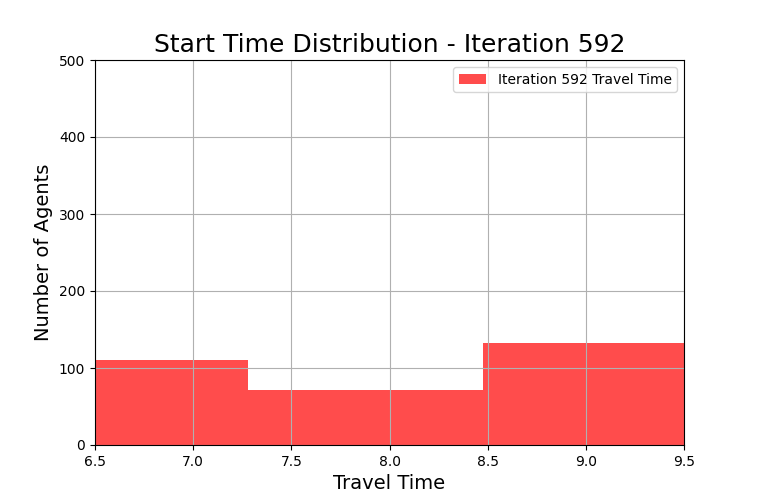 Start Time Distribution - Iteration 592
Iteration 592 Travel Time
Number of Agents
500
400
300
200
100
0
6.5 7.0 7.5 8.0 8.5 9.0 9.5
Travel Time